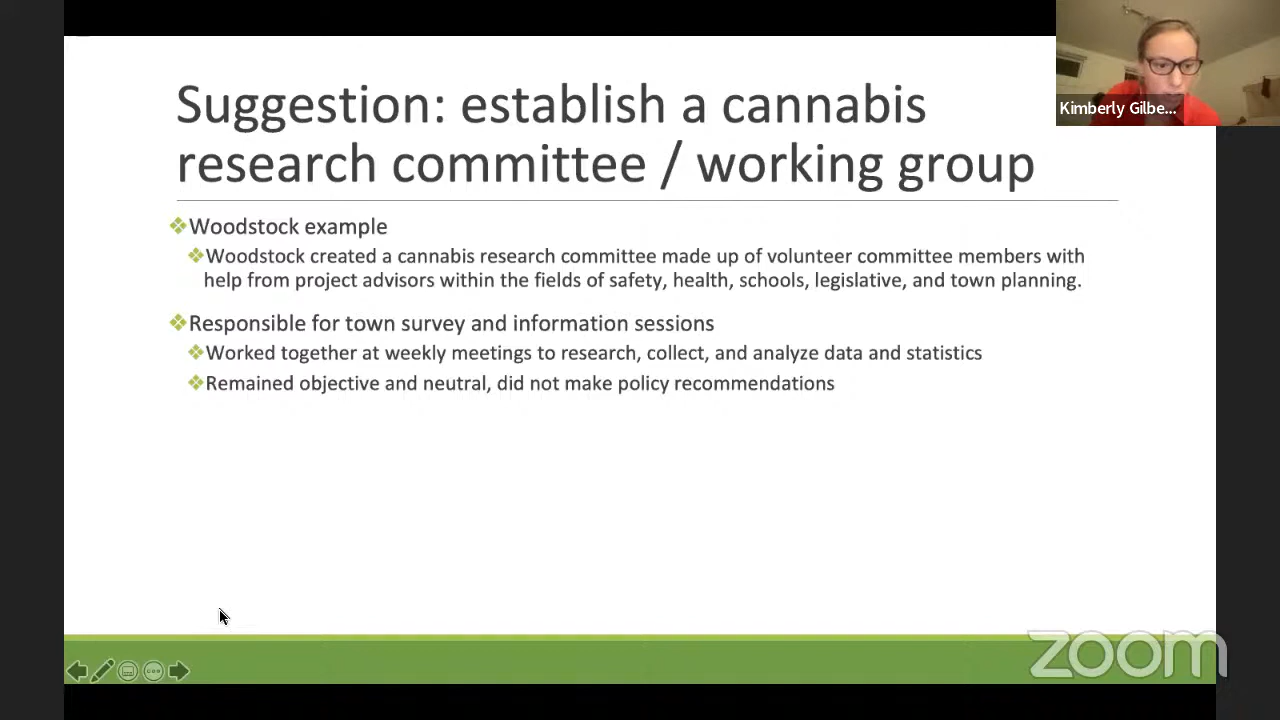 Suggestion: establish a cannabis
research committee / working group
Kimberly Gilbe...
Woodstock example
Woodstock created a cannabis research committee made up of volunteer committee members with
help from project advisors within the fields of safety, health, schools, legislative, and town planning.
Responsible for town survey and information sessions
Worked together at weekly meetings to research, collect, and analyze data and statistics
Remained objective and neutral, did not make policy recommendations
zoom